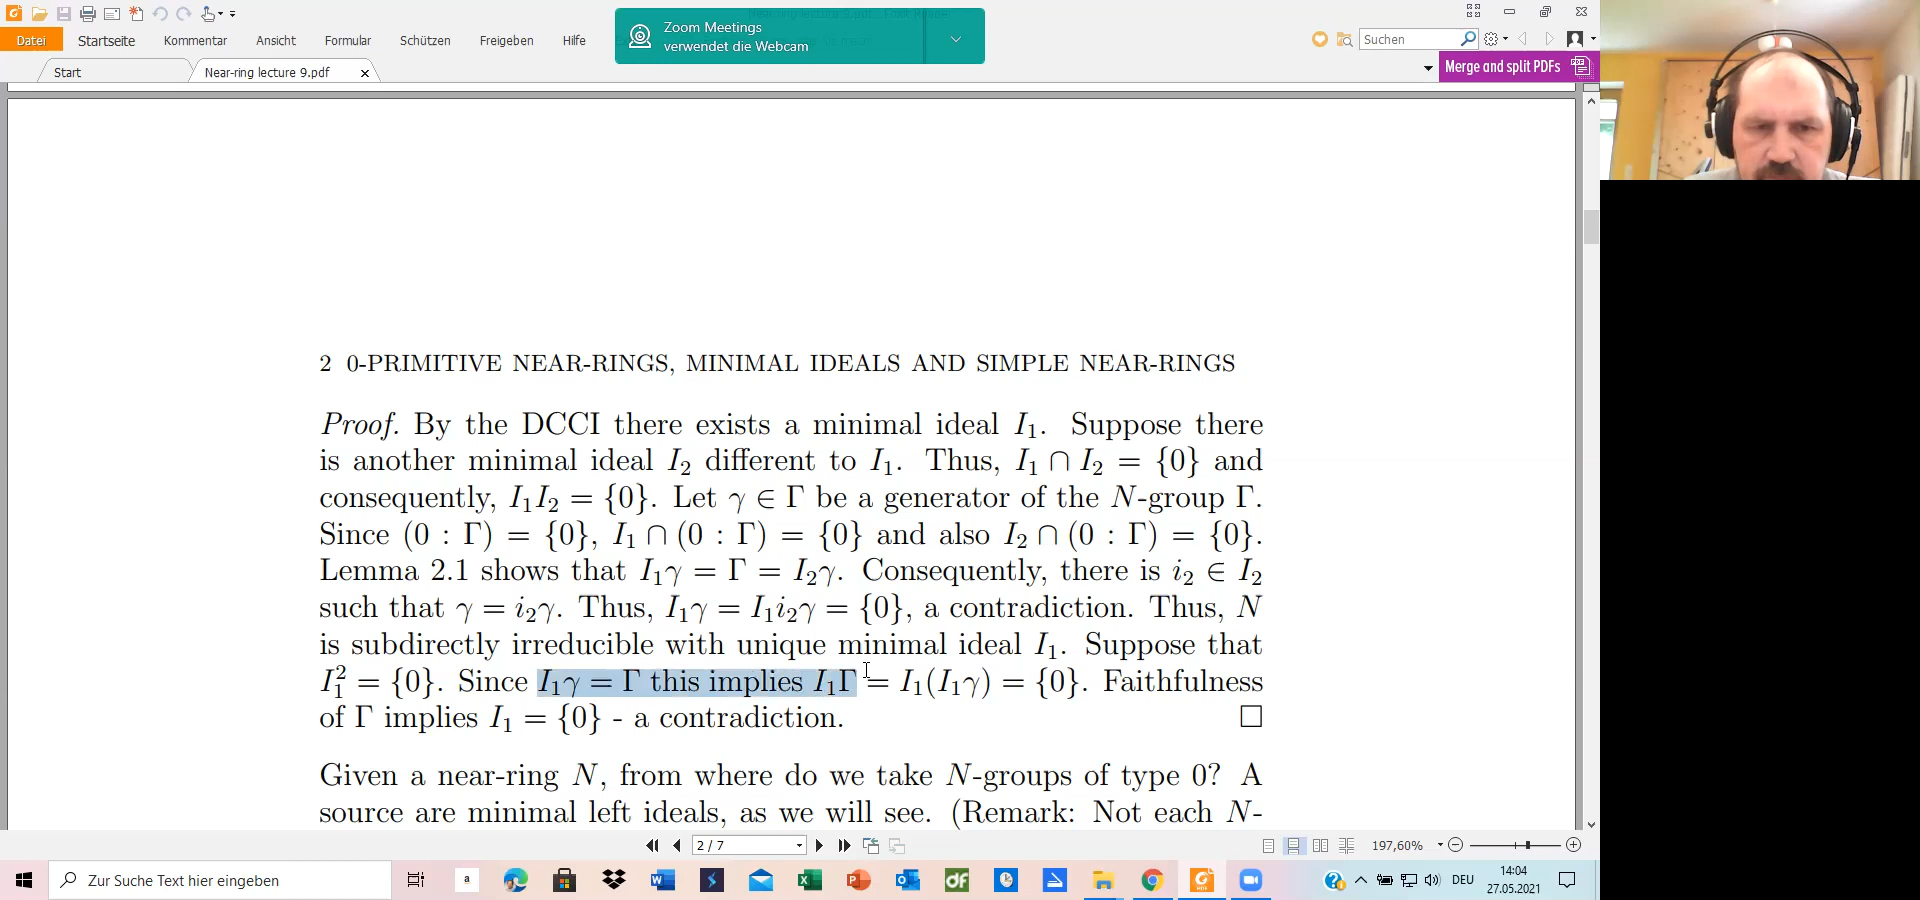 Zoom Meetings
verwendet die Webcam
Datei Startseite Kommentar Ansicht Formular Schützen Freigeben Hilfe
Suchen
Start
Near-ring lecture 9.pdf
Merge and split PDFs
2 0-PRIMITIVE NEAR-RINGS, MINIMAL IDEALS AND SIMPLE NEAR-RINGS
Proof. By the DCCI there exists a minimal ideal I₁. Suppose there
is another minimal ideal I₂ different to I₁. Thus, I₁ ∩ I₂ = {0} and
consequently, I₁I₂ = {0}. Let γ ∈ Γ be a generator of the N-group Γ.
Since (0 : Γ) = {0}, I₁ ∩ (0 : Γ) = {0} and also I₂ ∩ (0 : Γ) = {0}.
Lemma 2.1 shows that I₁γ = Γ = I₂γ. Consequently, there is i₂ ∈ I₂
such that γ = i₂γ. Thus, I₁γ = I₁i₂γ = {0}, a contradiction. Thus, N
is subdirectly irreducible with unique minimal ideal I₁. Suppose that
I₁² = {0}. Since I₁γ = Γ this implies I₁Γ = I₁(I₁γ) = {0}. Faithfulness
of Γ implies I₁ = {0} - a contradiction. □
Given a near-ring N, from where do we take N-groups of type 0? A
source are minimal left ideals, as we will see. (Remark: Not each N-
2 / 7
197,60%
Zur Suche Text hier eingeben
DEU
14:04
27.05.2021